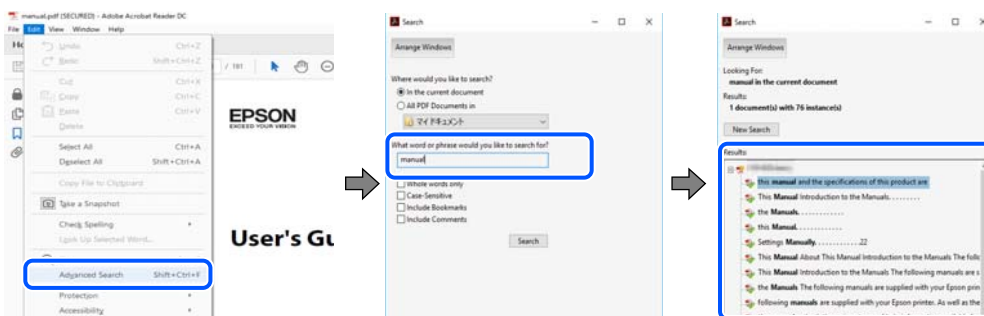 manual.pdf (SECURED) - Adobe Acrobat Reader DC
File Edit View Window Help
Undo Ctrl+Z
Redo Shift+Ctrl+Z
Cut Ctrl+X
Copy Ctrl+C
Paste Ctrl+V
Delete
Select All Ctrl+A
Deselect All Shift+Ctrl+A
Copy File to Clipboard
Take a Snapshot
Check Spelling
Look Up Selected Word...
Advanced Search Shift+Ctrl+F
Protection
Accessibility
/ 191
EPSON
EXCEED YOUR VISION
User's Gu
Search
Arrange Windows
Where would you like to search?
In the current document
All PDF Documents in
マイ ドキュメント
What word or phrase would you like to search for?
manual
Whole words only
Case-Sensitive
Include Bookmarks
Include Comments
Search
Search
Arrange Windows
Looking For:
manual in the current document
Results:
1 document(s) with 76 instance(s)
New Search
Results:
this manual and the specifications of this product are
This Manual Introduction to the Manuals. . . . . . . . .
the Manuals. . . . . . . . . . . . .
this Manual. . . . . . . . . . . . .
Settings Manually. . . . . . . . . . . . .22
This Manual About This Manual Introduction to the Manuals The follo
This Manual Introduction to the Manuals The following manuals are s
the Manuals The following manuals are supplied with your Epson prin
following manuals are supplied with your Epson printer. As well as the